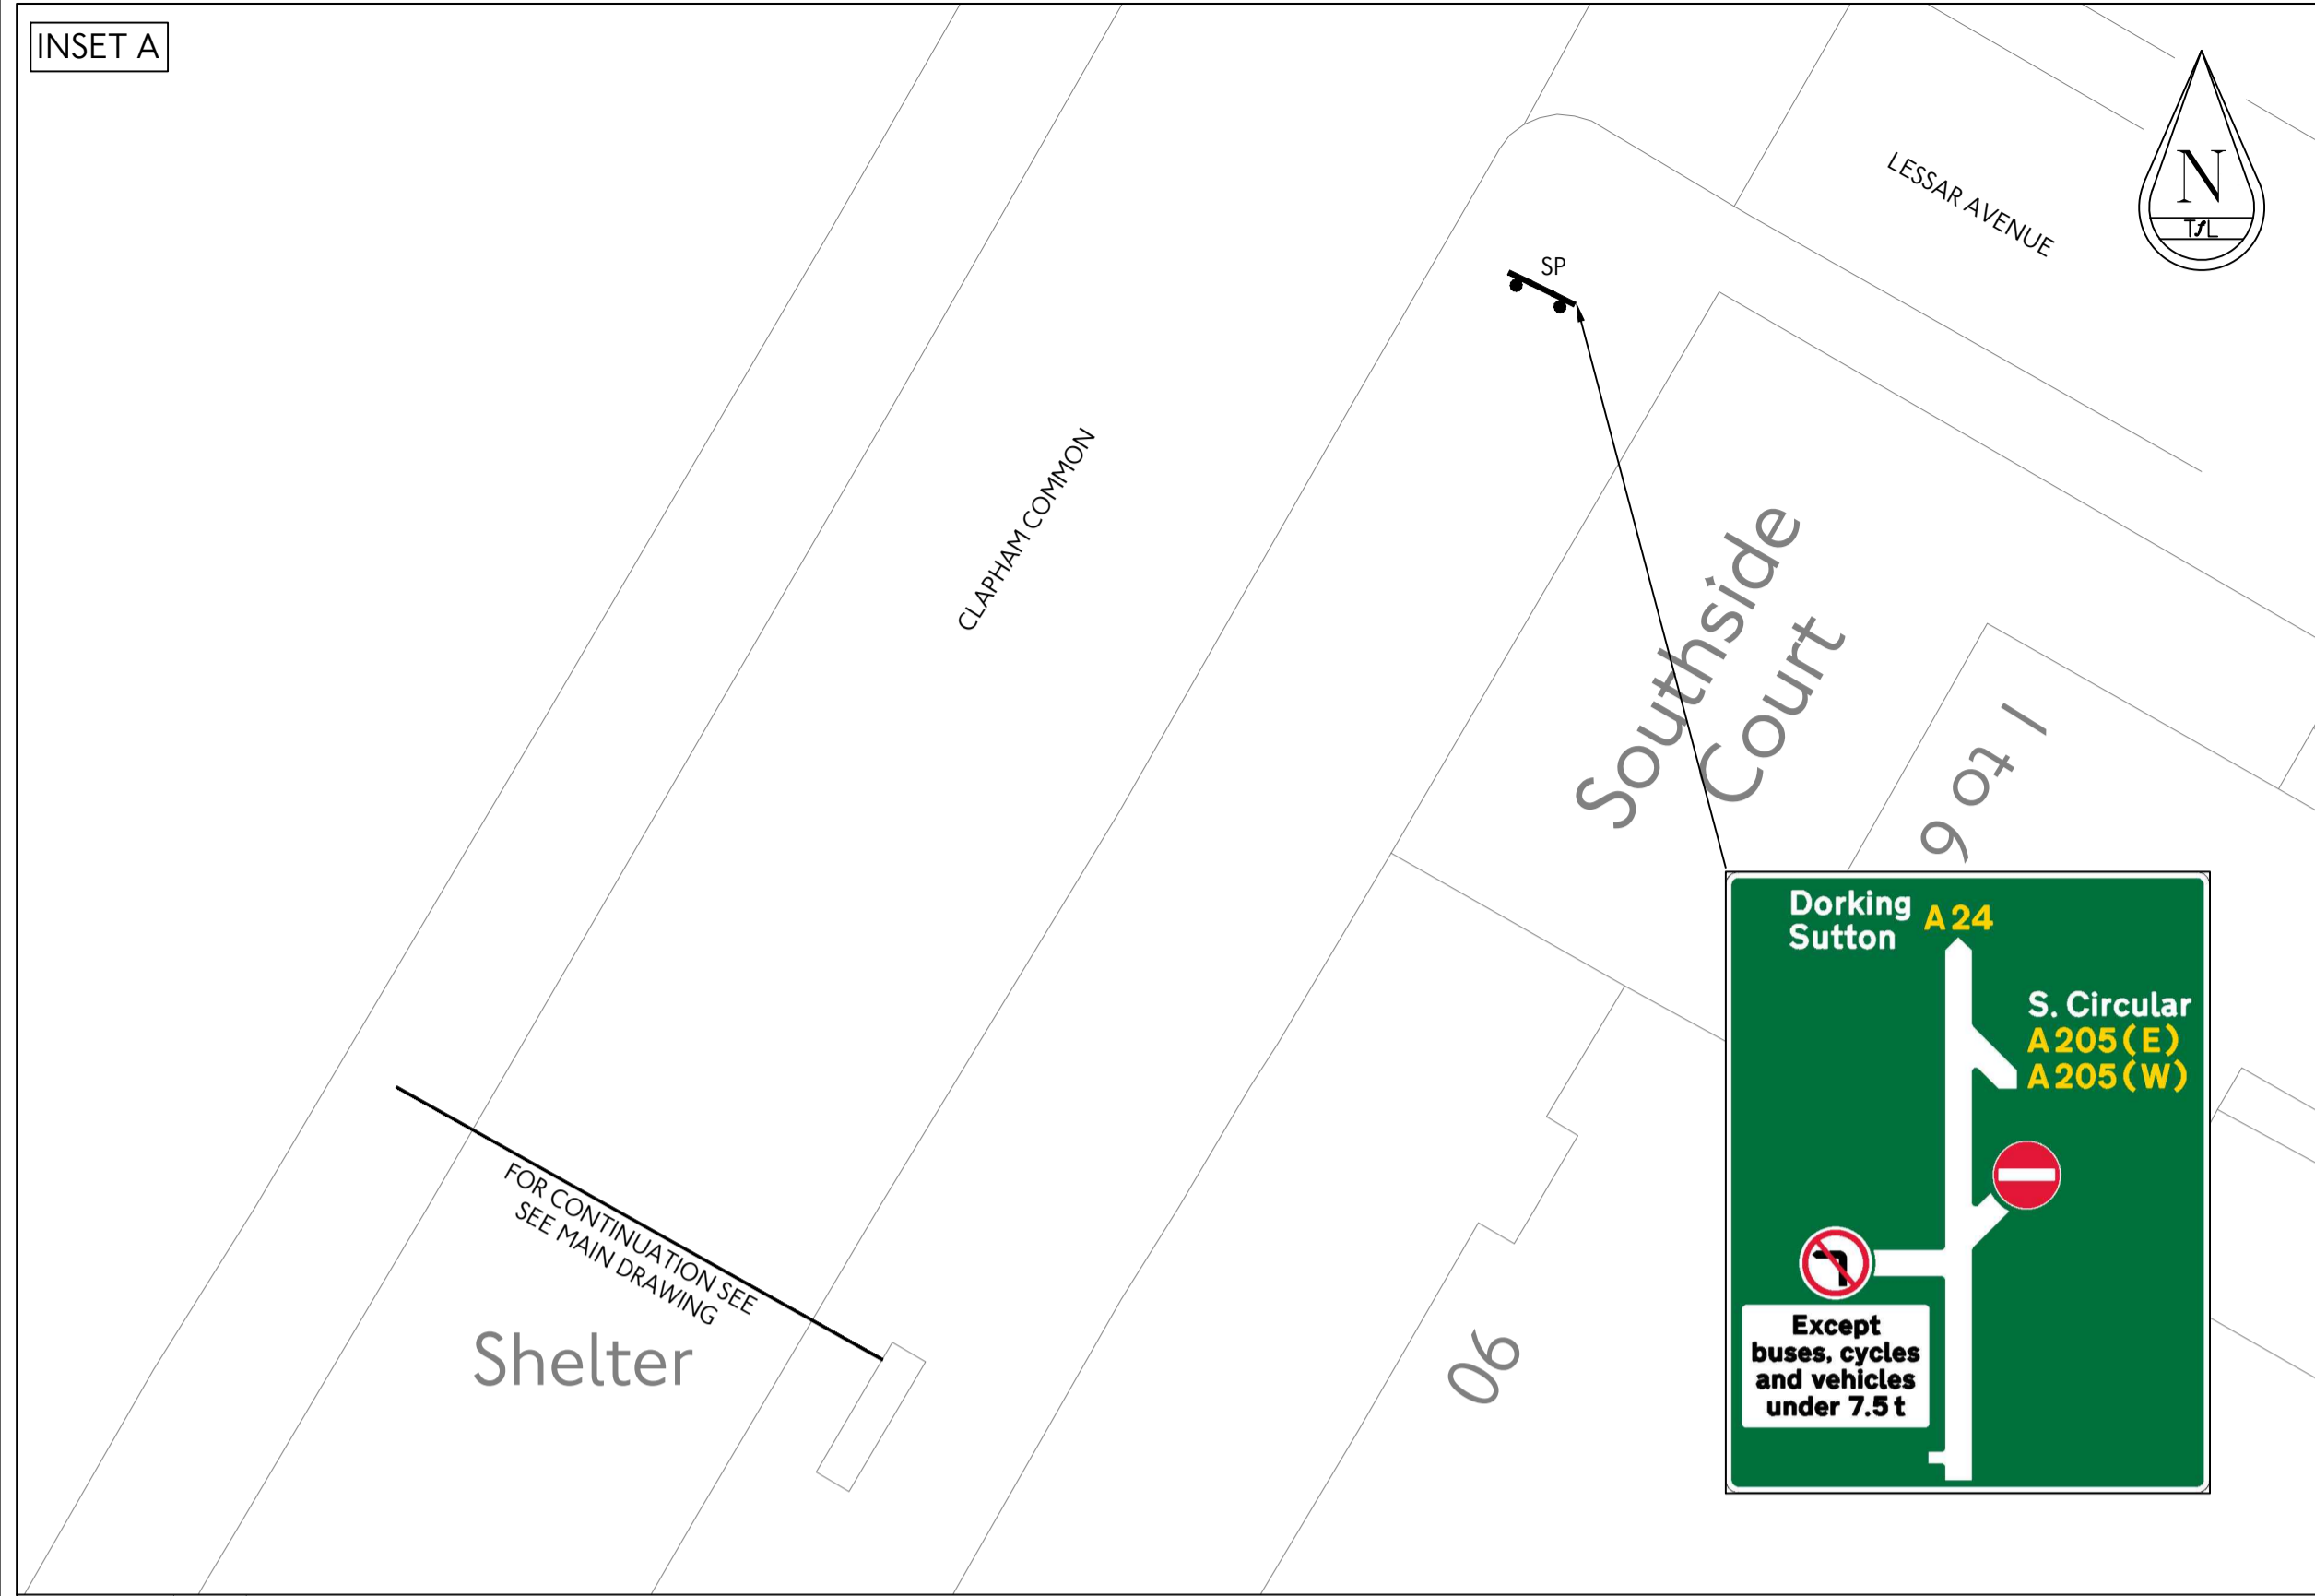 INSET A
LESSAR AVENUE
N
TfL
SP
CLAPHAM COMMON
Southside
Court
1 to 9
FOR CONTINUATION SEE
SEE MAIN DRAWING
Shelter
90
Dorking
Sutton
A24
S. Circular
A205(E)
A205(W)
Except
buses, cycles
and vehicles
under 7.5t